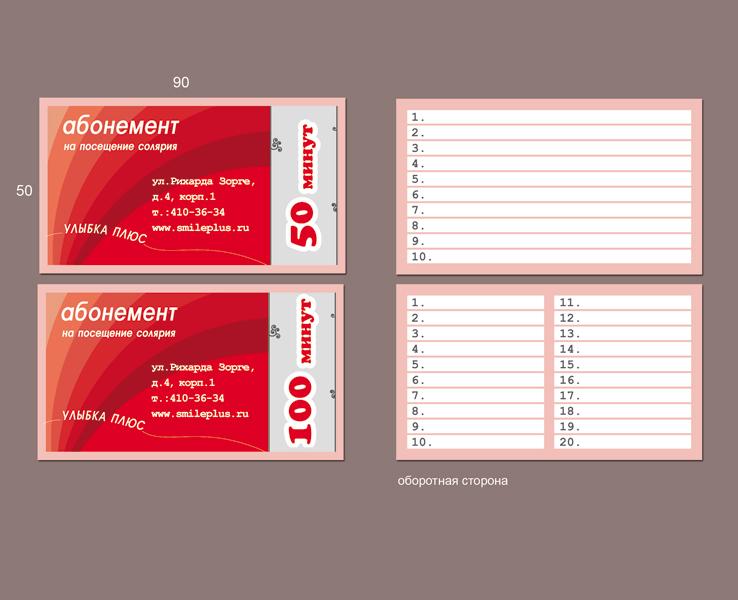 90
50
абонемент
на посещение солярия
ул.Рихарда Зорге,
д.4, корп.1
т.:410-36-34
www.smileplus.ru
УЛЫБКА ПЛЮС
50 минут
1.
2.
3.
4.
5.
6.
7.
8.
9.
10.
абонемент
на посещение солярия
ул.Рихарда Зорге,
д.4, корп.1
т.:410-36-34
www.smileplus.ru
УЛЫБКА ПЛЮС
100 минут
1.
2.
3.
4.
5.
6.
7.
8.
9.
10.
11.
12.
13.
14.
15.
16.
17.
18.
19.
20.
оборотная сторона